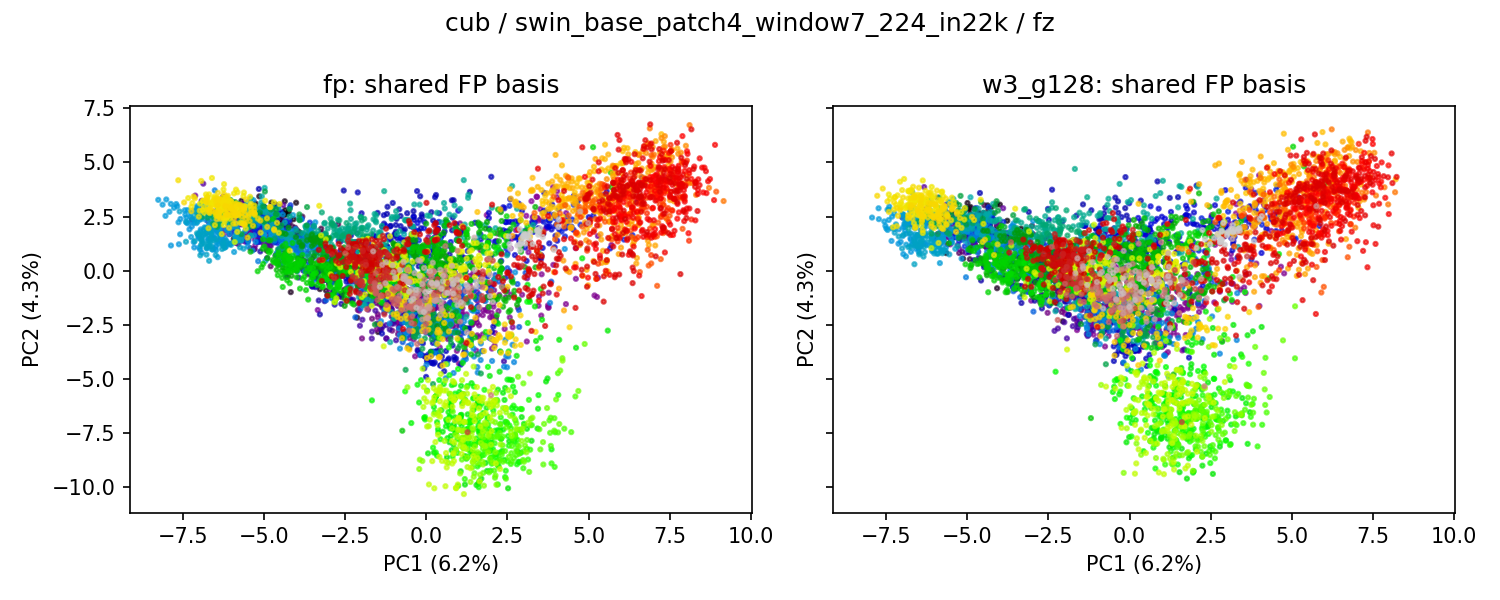 cub / swin_base_patch4_window7_224_in22k / fz
fp: shared FP basis
w3_g128: shared FP basis
7.5
5.0
2.5
0.0
−2.5
−5.0
−7.5
−10.0
PC2 (4.3%)
PC2 (4.3%)
−7.5 −5.0 −2.5 0.0 2.5 5.0 7.5 10.0
−7.5 −5.0 −2.5 0.0 2.5 5.0 7.5 10.0
PC1 (6.2%)
PC1 (6.2%)